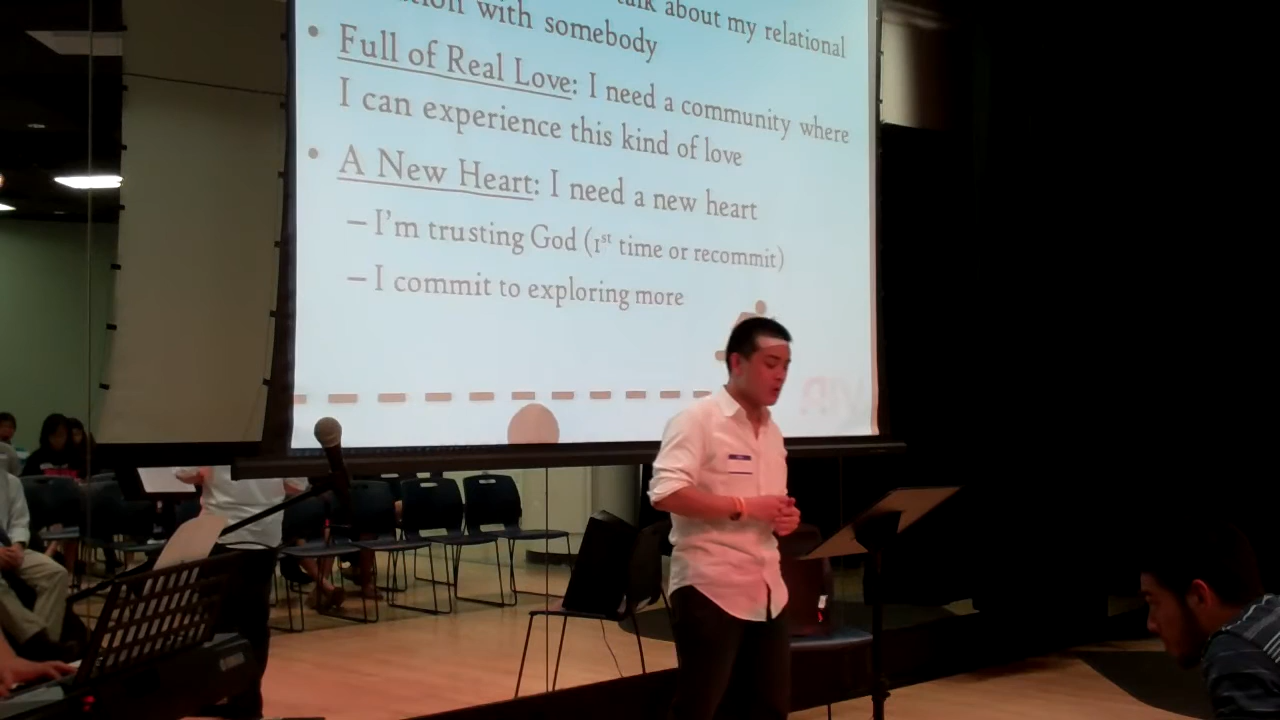 talk about my relational
with somebody
• Full of Real Love: I need a community where
I can experience this kind of love
• A New Heart: I need a new heart
– I'm trusting God (1st time or recommit)
– I commit to exploring more